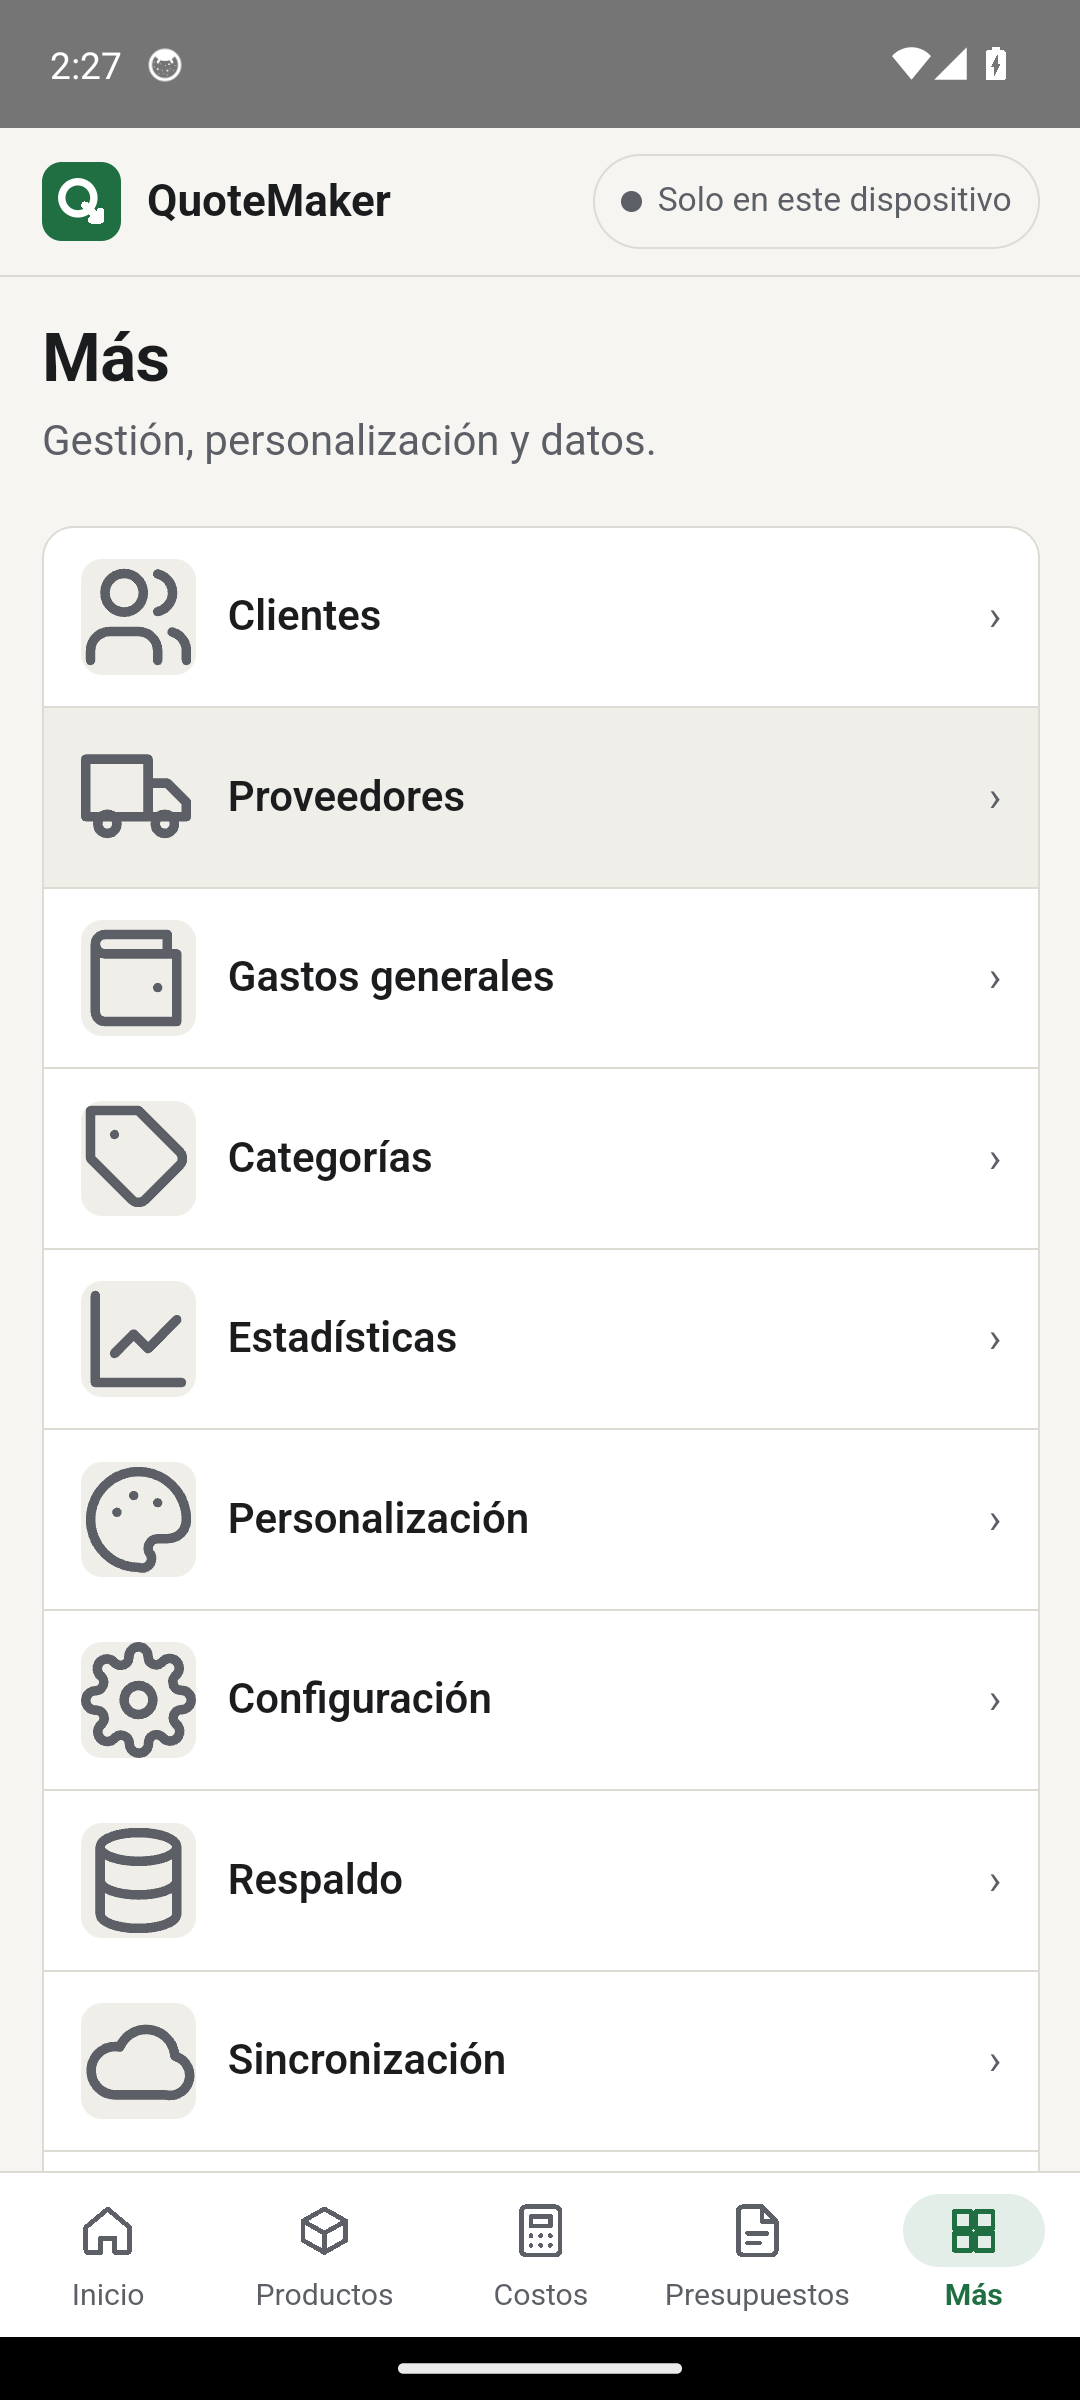 2:27
QuoteMaker
Solo en este dispositivo
Más
Gestión, personalización y datos.
Clientes
Proveedores
Gastos generales
Categorías
Estadísticas
Personalización
Configuración
Respaldo
Sincronización
Inicio
Productos
Costos
Presupuestos
Más